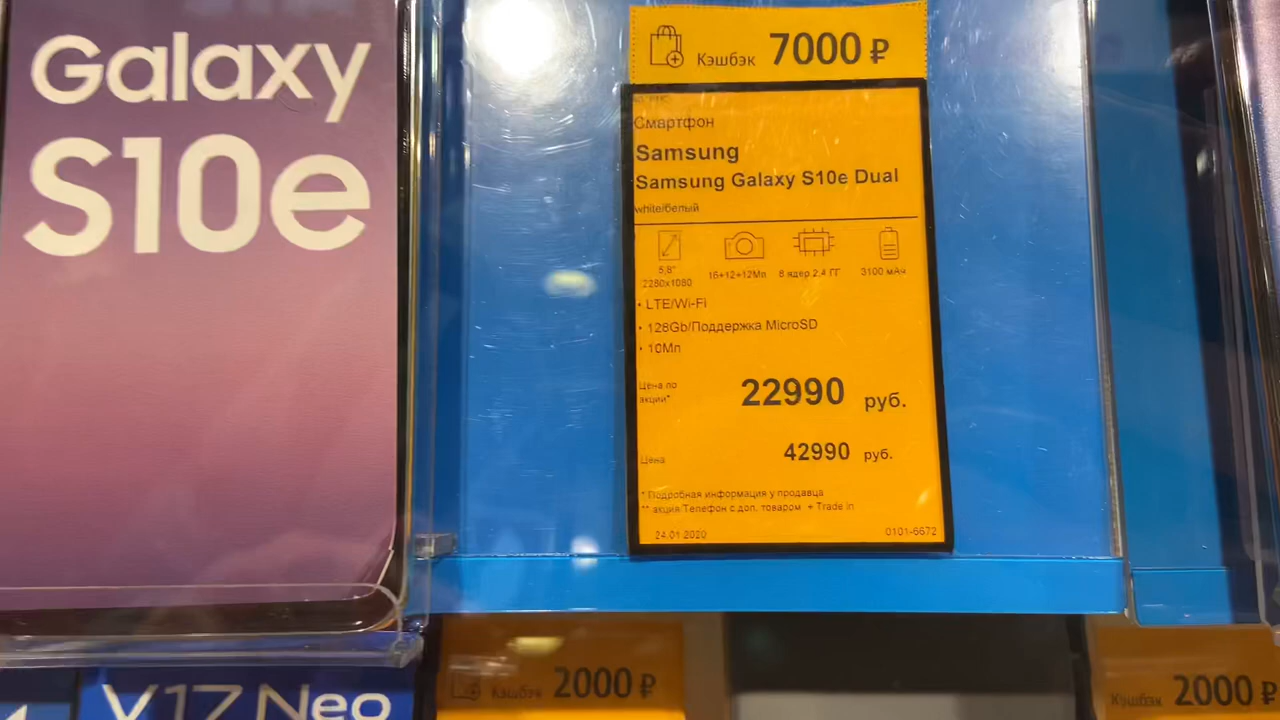 Galaxy
S10e
Кэшбэк 7000 ₽
Смартфон
Samsung
Samsung Galaxy S10e Dual
white/белый
5,8"
2280x1080
16+12+12Мп
8 ядер 2,4 ГГ
3100 мАч
• LTE/Wi-Fi
• 128Gb/Поддержка MicroSD
• 10Мп
Цена по
акции*
22990 руб.
Цена 42990 руб.
* Подробная информация у продавца
** акция Телефон с доп. товаром + Trade In
24.01.2020 0101-6672
V17 Neo
Кэшбэк 2000 ₽
Кэшбэк 2000 ₽